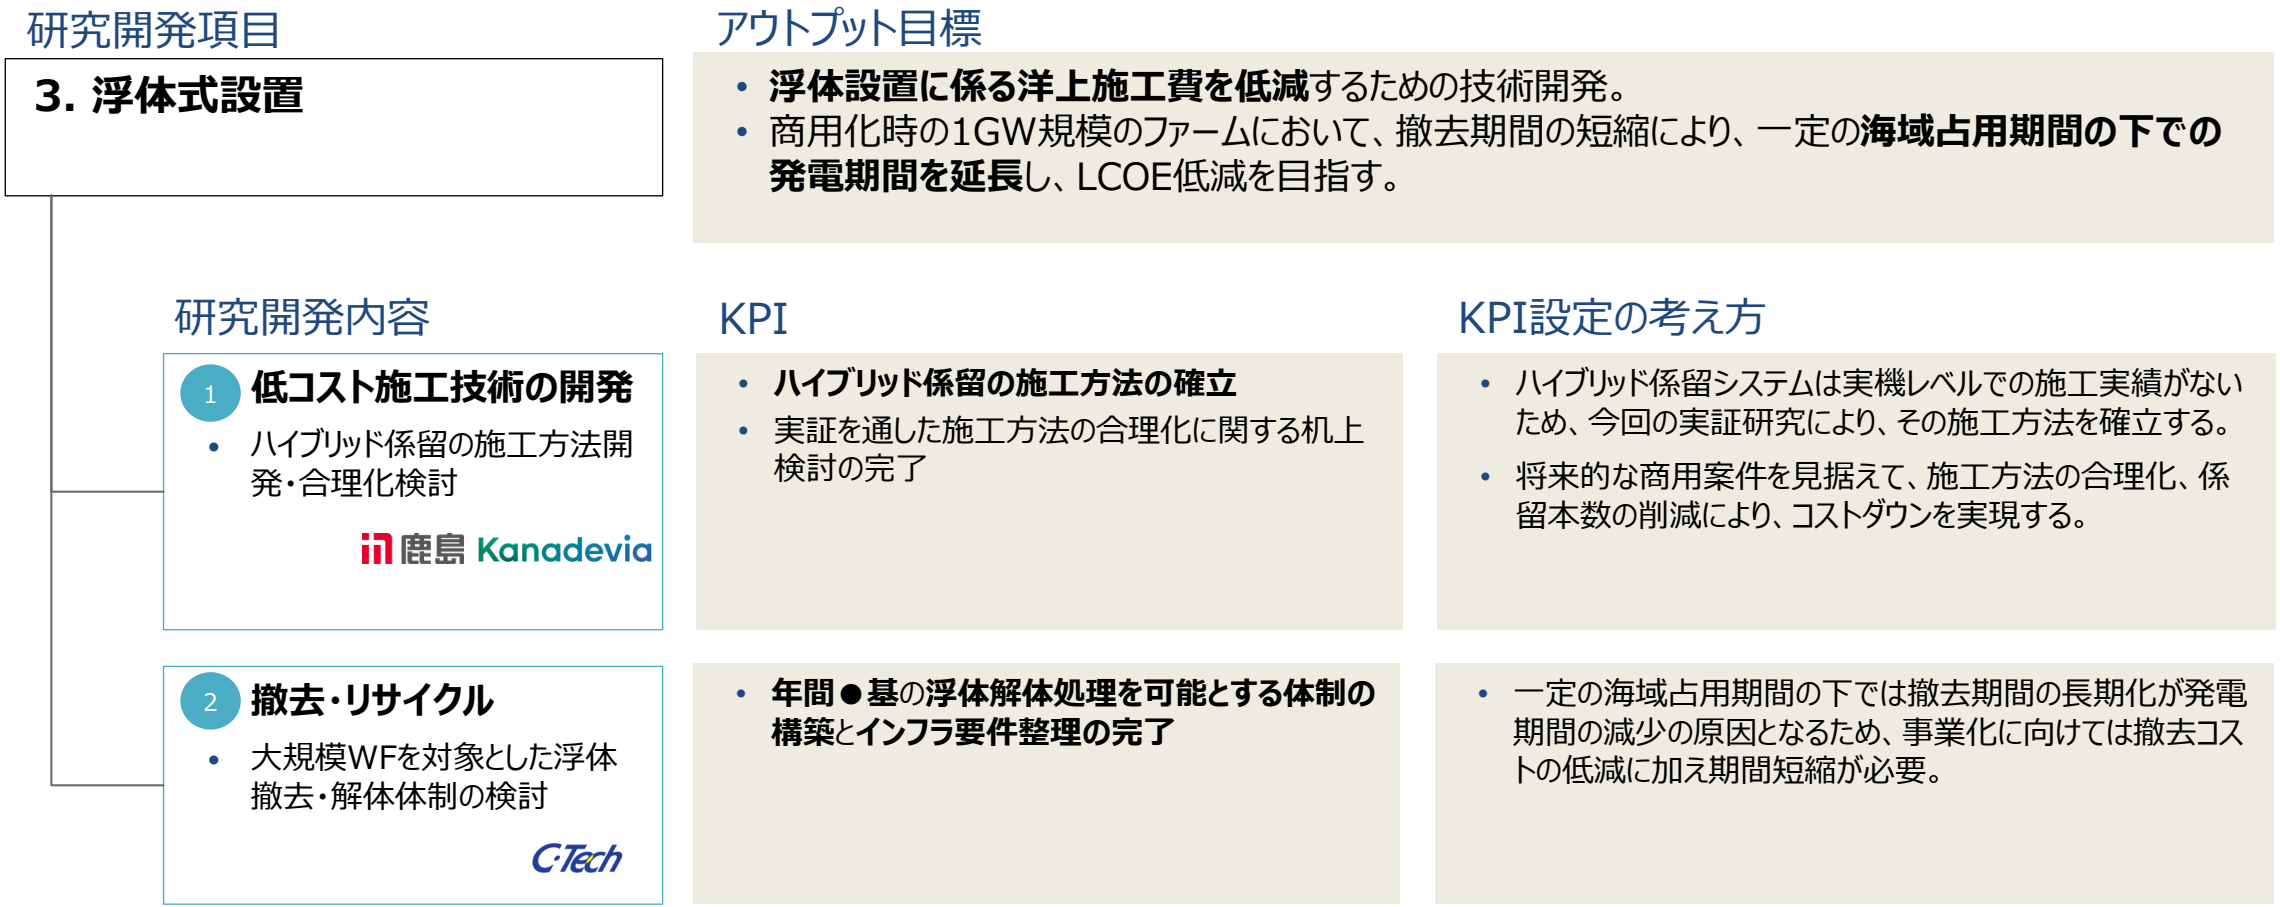 研究開発項目
アウトプット目標
3. 浮体式設置
• 浮体設置に係る洋上施工費を低減するための技術開発。
• 商用化時の1GW規模のファームにおいて、撤去期間の短縮により、一定の海域占用期間の下での
発電期間を延長し、LCOE低減を目指す。
研究開発内容
KPI
KPI設定の考え方
1 低コスト施工技術の開発
• ハイブリッド係留の施工方法開
発・合理化検討
鹿島 Kanadevia
• ハイブリッド係留の施工方法の確立
• 実証を通した施工方法の合理化に関する机上
検討の完了
• ハイブリッド係留システムは実機レベルでの施工実績がない
ため、今回の実証研究により、その施工方法を確立する。
• 将来的な商用案件を見据えて、施工方法の合理化、係
留本数の削減により、コストダウンを実現する。
2 撤去・リサイクル
• 大規模WFを対象とした浮体
撤去・解体体制の検討
C-Tech
• 年間●基の浮体解体処理を可能とする体制の
構築とインフラ要件整理の完了
• 一定の海域占用期間の下では撤去期間の長期化が発電
期間の減少の原因となるため、事業化に向けては撤去コス
トの低減に加え期間短縮が必要。